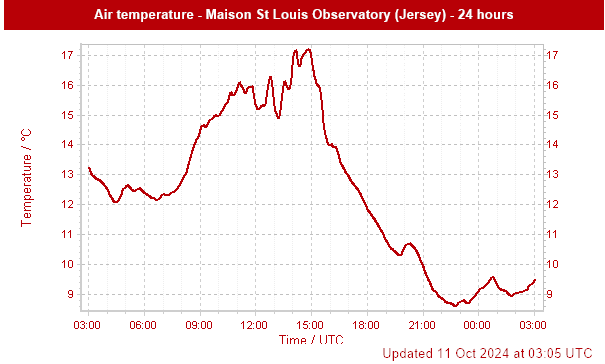 Air temperature - Maison St Louis Observatory (Jersey) - 24 hours
Temperature / °C
17 17
16 16
15 15
14 14
13 13
12 12
11 11
10 10
9 9
03:00 06:00 09:00 12:00 15:00 18:00 21:00 00:00 03:00
Time / UTC
Updated 11 Oct 2024 at 03:05 UTC